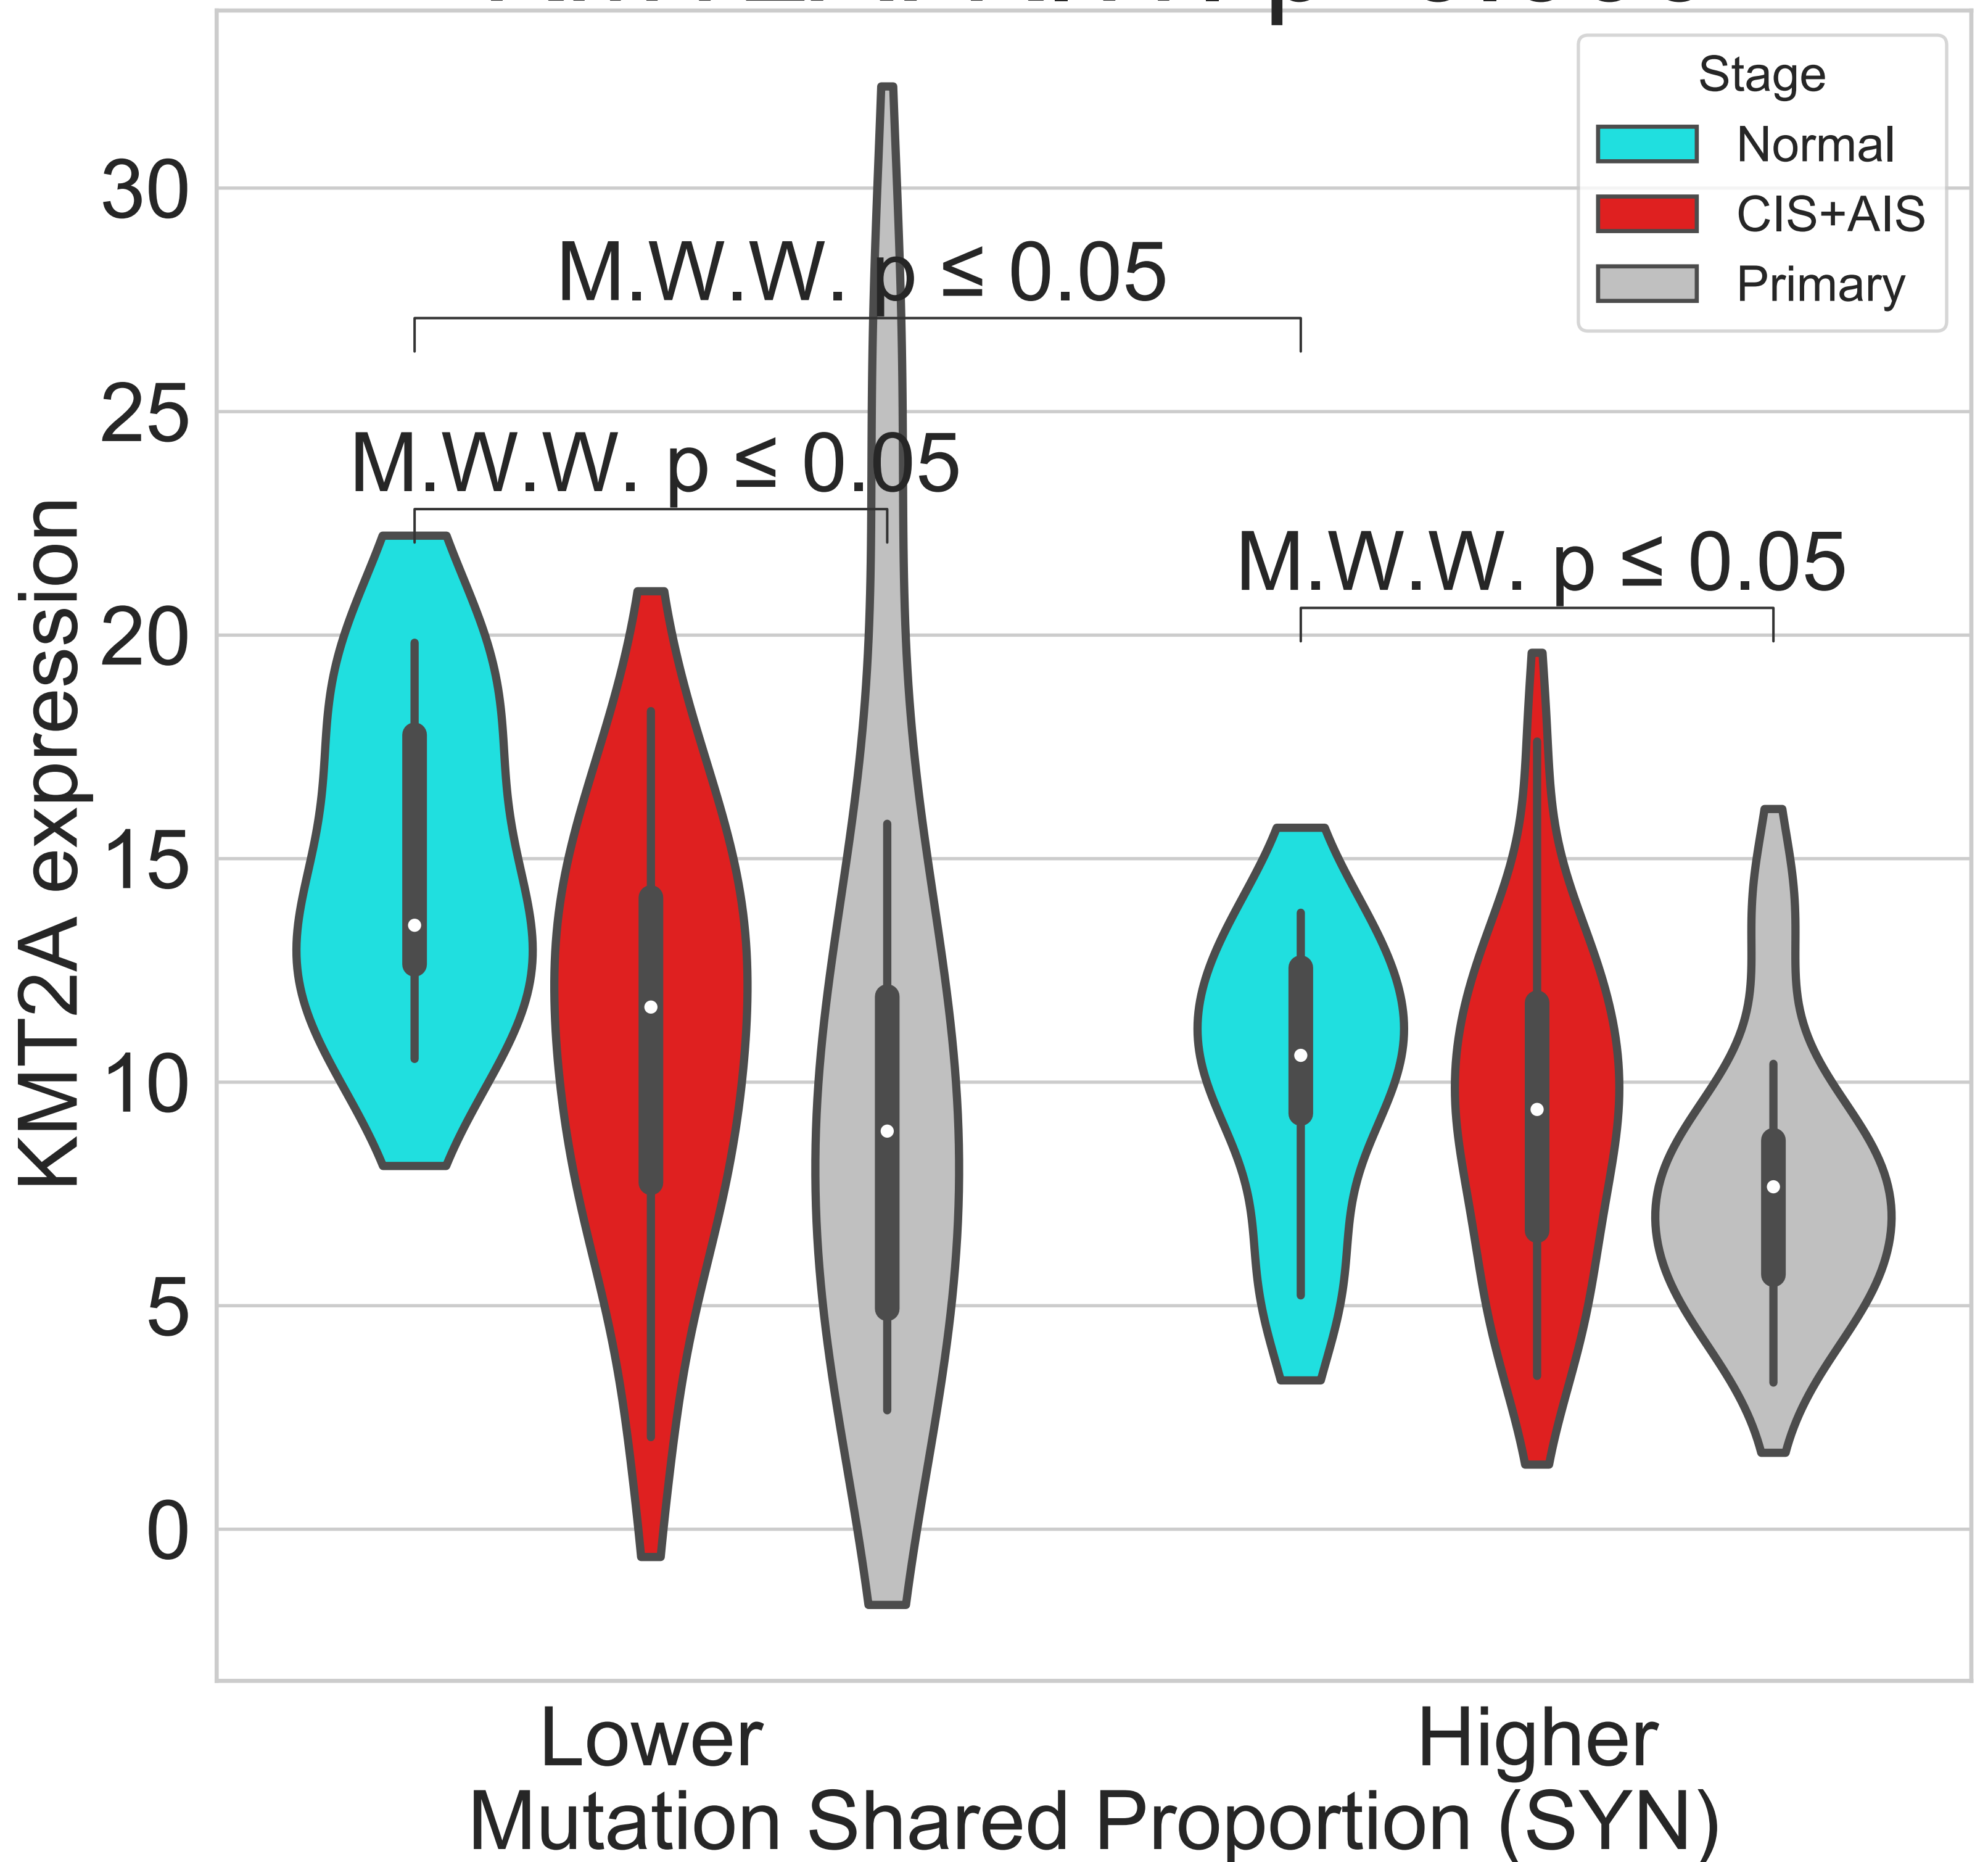 Stage
Normal
CIS+AIS
Primary
M.W.W. p ≤ 0.05
M.W.W. p ≤ 0.05
M.W.W. p ≤ 0.05
30
25
20
15
10
5
0
KMT2A expression
Lower
Higher
Mutation Shared Proportion (SYN)